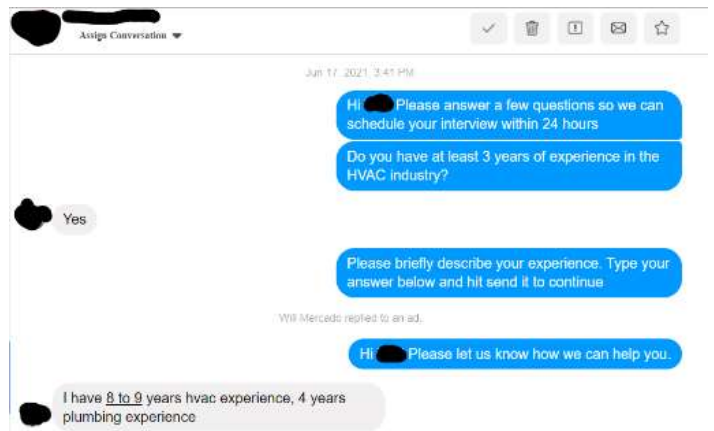 Assign Conversation
Jun 17, 2021, 3:41 PM
Hi Please answer a few questions so we can
schedule your interview within 24 hours
Do you have at least 3 years of experience in the
HVAC industry?
Yes
Please briefly describe your experience. Type your
answer below and hit send it to continue
Will Mercado replied to an ad.
Hi Please let us know how we can help you.
I have 8 to 9 years hvac experience, 4 years
plumbing experience